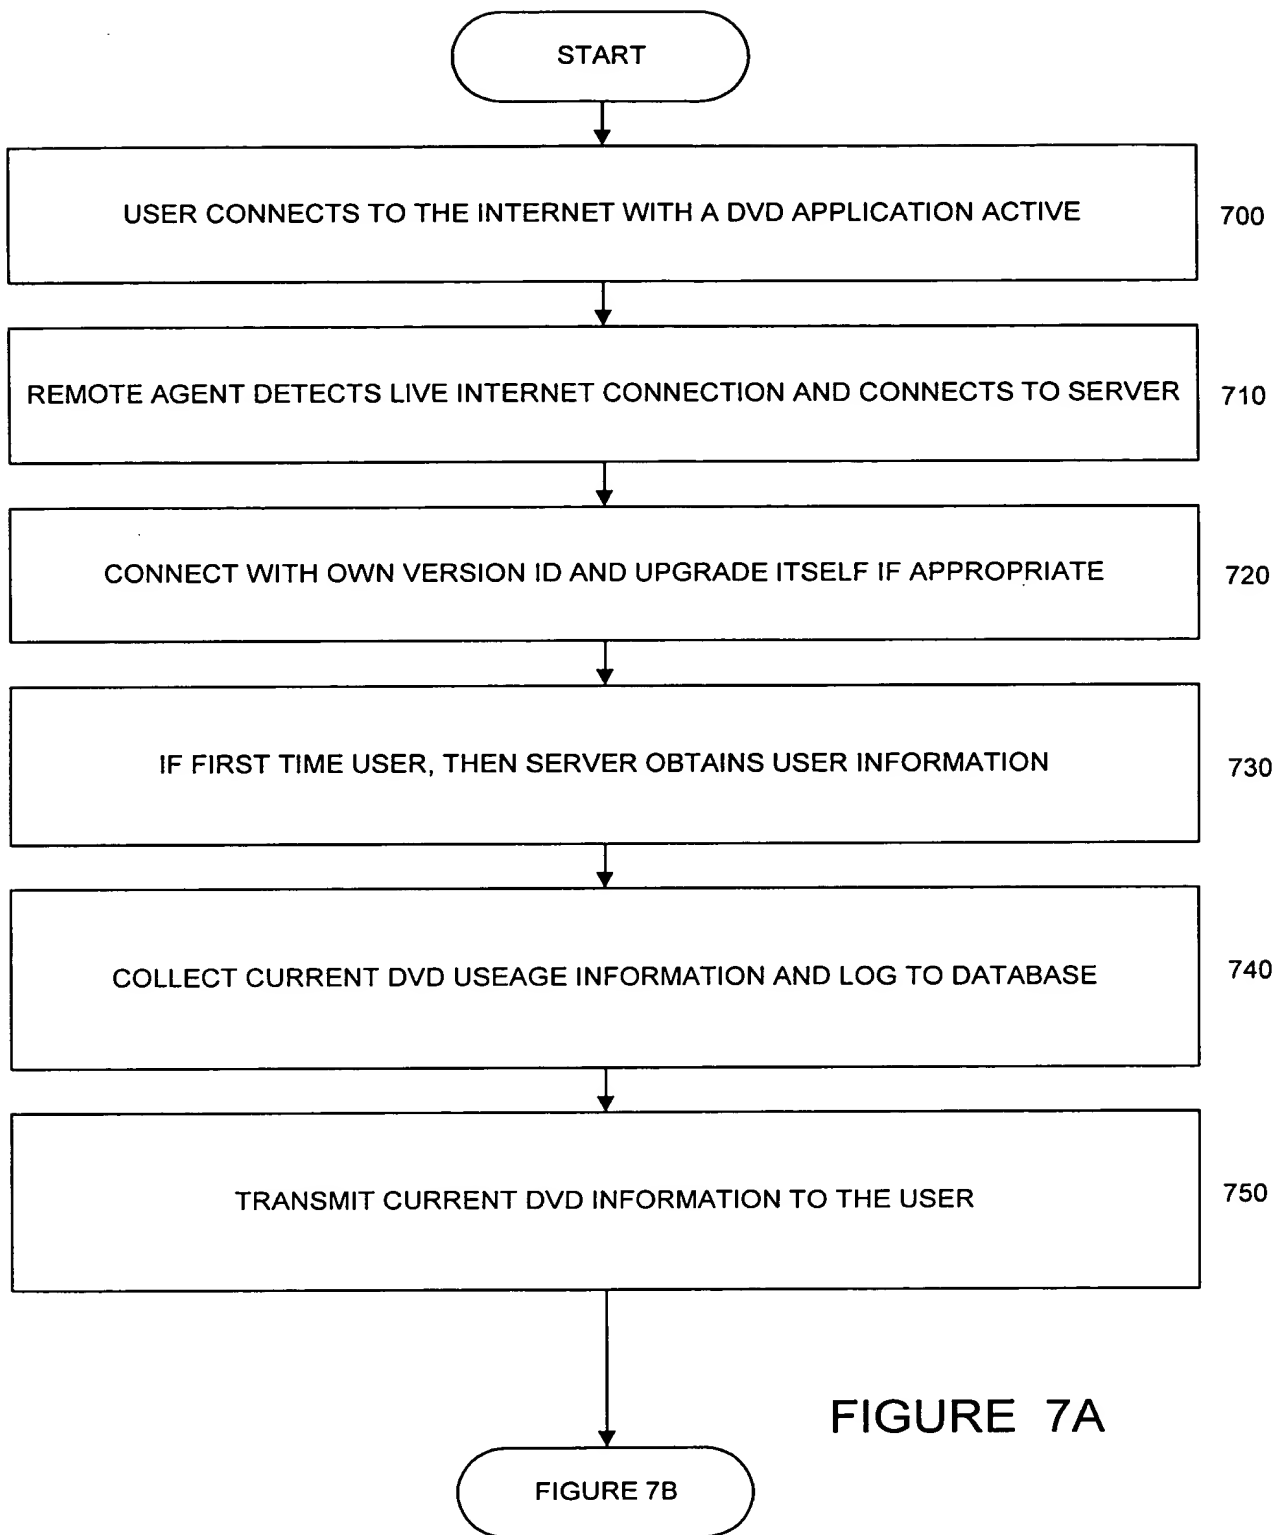 START
USER CONNECTS TO THE INTERNET WITH A DVD APPLICATION ACTIVE
700
REMOTE AGENT DETECTS LIVE INTERNET CONNECTION AND CONNECTS TO SERVER
710
CONNECT WITH OWN VERSION ID AND UPGRADE ITSELF IF APPROPRIATE
720
IF FIRST TIME USER, THEN SERVER OBTAINS USER INFORMATION
730
COLLECT CURRENT DVD USEAGE INFORMATION AND LOG TO DATABASE
740
TRANSMIT CURRENT DVD INFORMATION TO THE USER
750
FIGURE 7A
FIGURE 7B